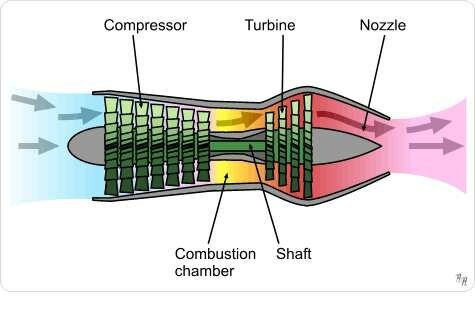 Compressor
Turbine
Nozzle
Combustion
chamber
Shaft